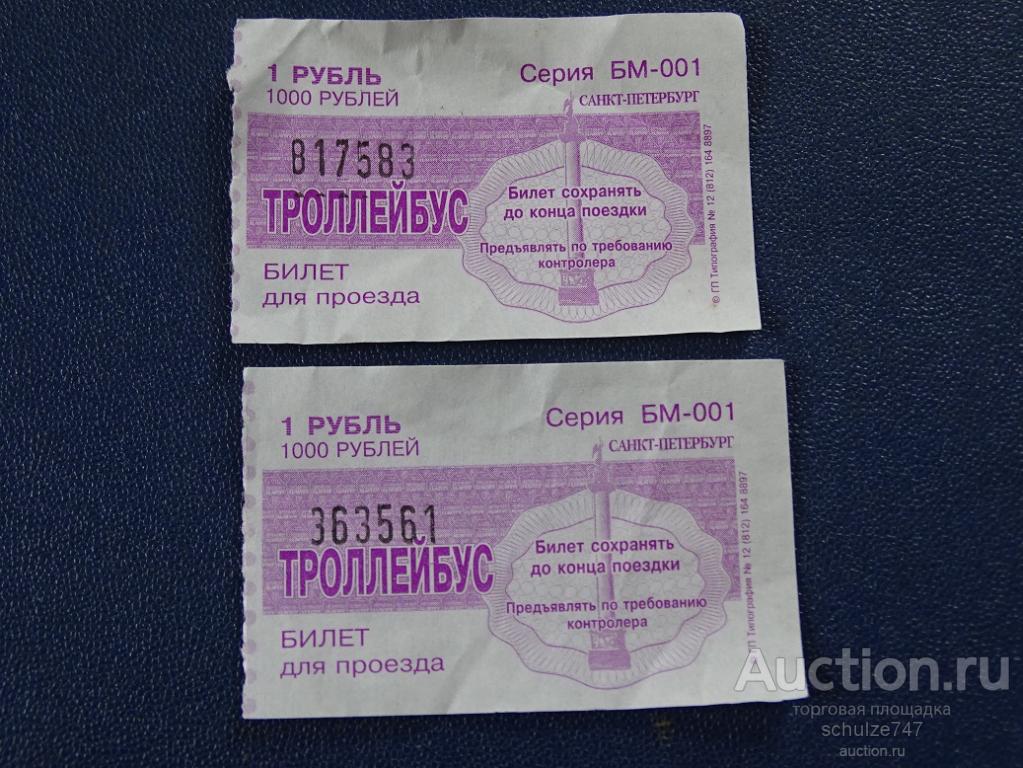 1 РУБЛЬ
1000 РУБЛЕЙ
Серия БМ-001
САНКТ-ПЕТЕРБУРГ
817583
ТРОЛЛЕЙБУС
Билет сохранять
до конца поездки
Предъявлять по требованию
контролера
БИЛЕТ
для проезда
© ГП Типография № 12 (812) 164 8897
1 РУБЛЬ
1000 РУБЛЕЙ
Серия БМ-001
САНКТ-ПЕТЕРБУРГ
363561
ТРОЛЛЕЙБУС
Билет сохранять
до конца поездки
Предъявлять по требованию
контролера
БИЛЕТ
для проезда
ГП Типография № 12 (812) 164 8897
Auction.ru
торговая площадка
schulze747
auction.ru